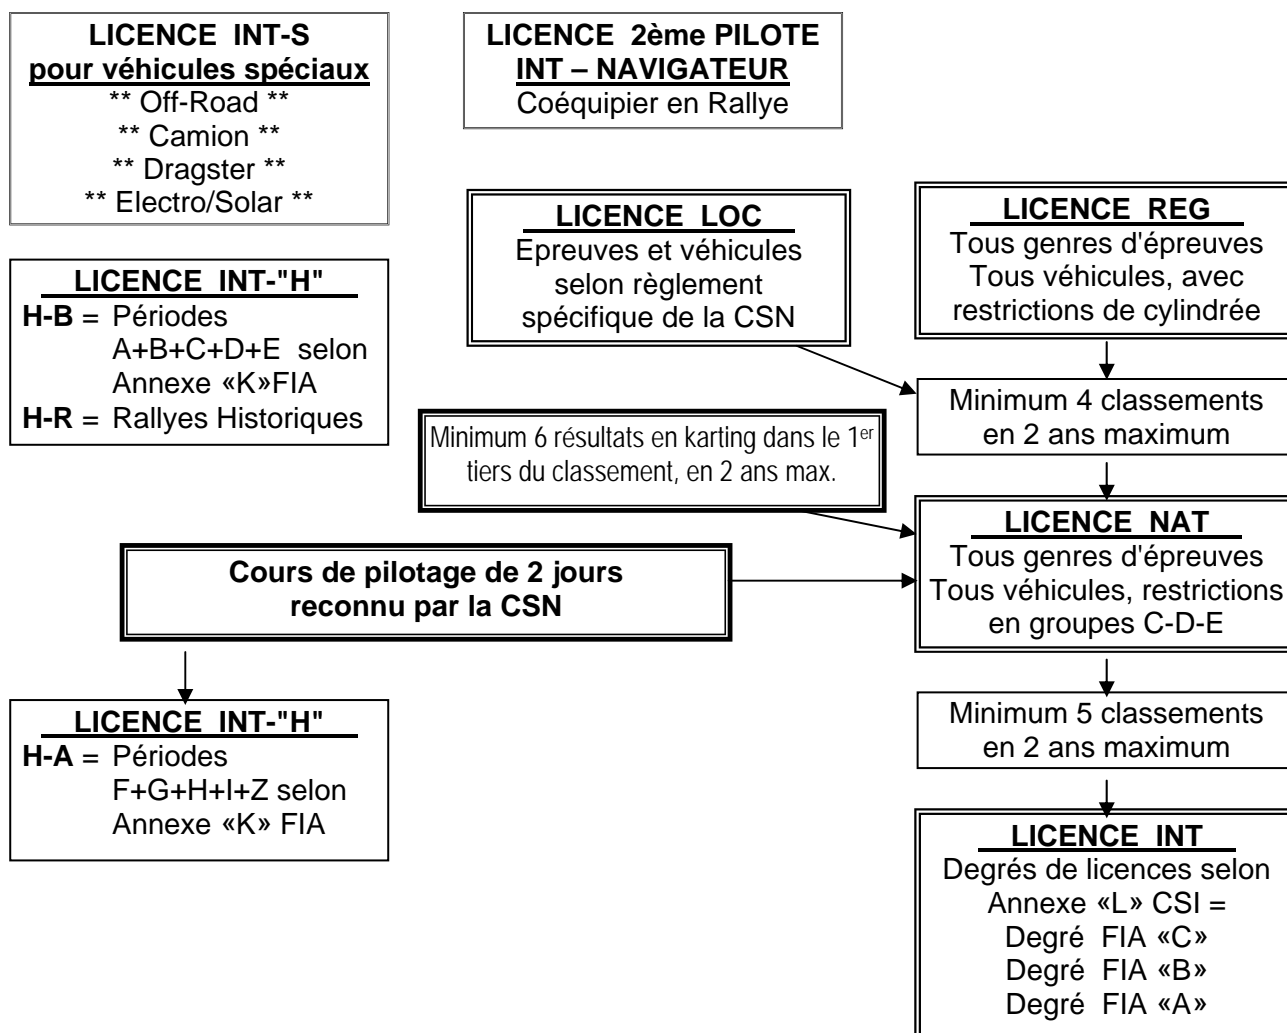 LICENCE INT-S
pour véhicules spéciaux
** Off-Road **
** Camion **
** Dragster **
** Electro/Solar **
LICENCE 2ème PILOTE
INT – NAVIGATEUR
Coéquipier en Rallye
LICENCE LOC
Epreuves et véhicules
selon règlement
spécifique de la CSN
LICENCE REG
Tous genres d'épreuves
Tous véhicules, avec
restrictions de cylindrée
LICENCE INT-"H"
H-B = Périodes
A+B+C+D+E selon
Annexe «K»FIA
H-R = Rallyes Historiques
Minimum 4 classements
en 2 ans maximum
Minimum 6 résultats en karting dans le 1er
tiers du classement, en 2 ans max.
LICENCE NAT
Tous genres d'épreuves
Tous véhicules, restrictions
en groupes C-D-E
Cours de pilotage de 2 jours
reconnu par la CSN
LICENCE INT-"H"
H-A = Périodes
F+G+H+I+Z selon
Annexe «K» FIA
Minimum 5 classements
en 2 ans maximum
LICENCE INT
Degrés de licences selon
Annexe «L» CSI =
Degré FIA «C»
Degré FIA «B»
Degré FIA «A»